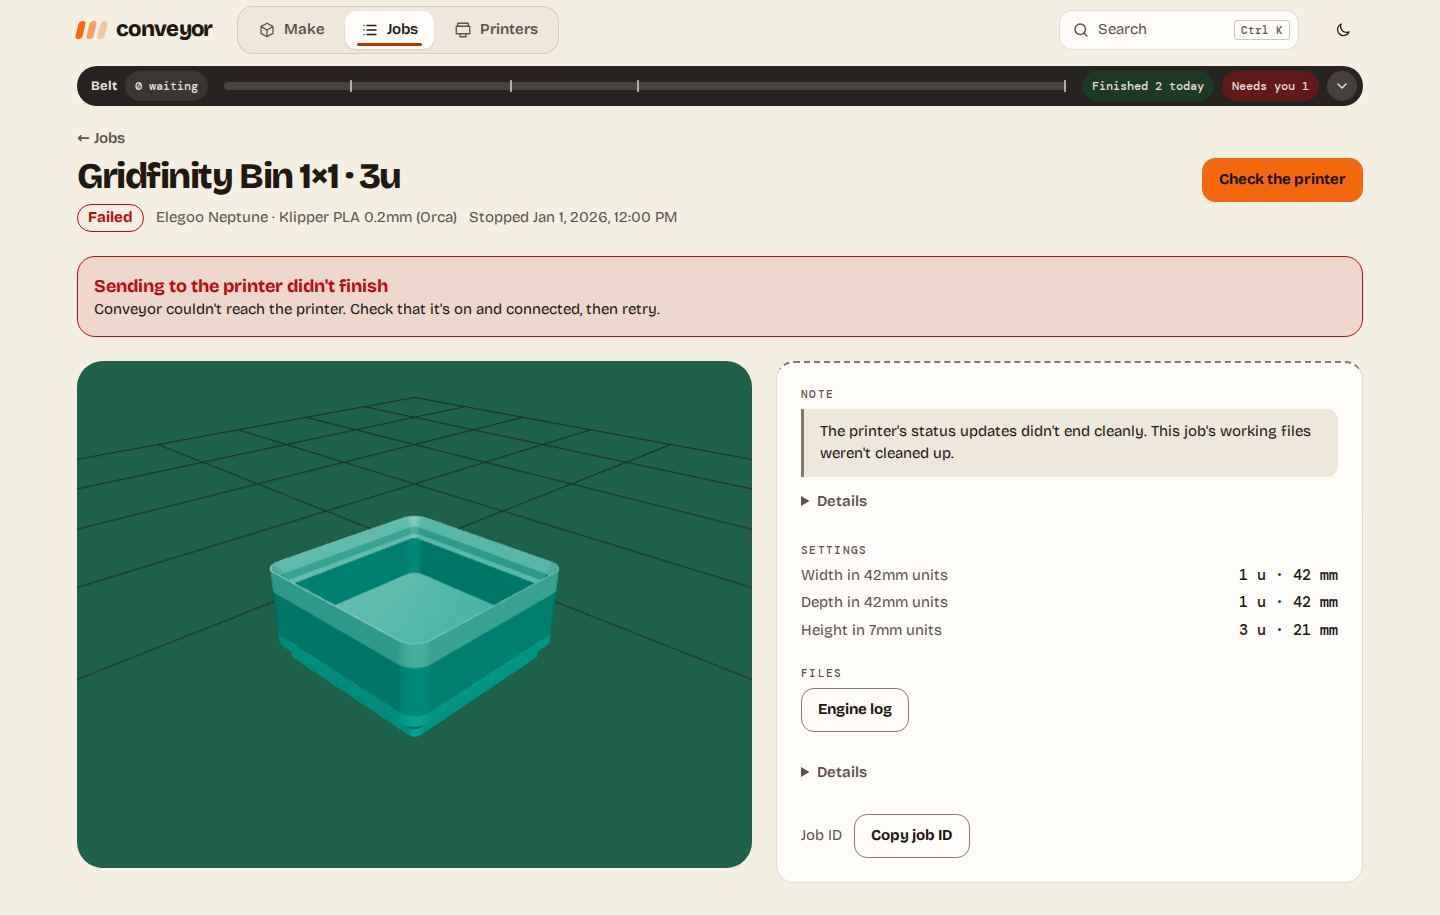 conveyor
Make
Jobs
Printers
Search
Ctrl K
Belt
0 waiting
Finished 2 today
Needs you 1
← Jobs
Gridfinity Bin 1×1 · 3u
Check the printer
Failed
Elegoo Neptune · Klipper PLA 0.2mm (Orca)
Stopped Jan 1, 2026, 12:00 PM
Sending to the printer didn't finish
Conveyor couldn't reach the printer. Check that it's on and connected, then retry.
NOTE
The printer's status updates didn't end cleanly. This job's working files
weren't cleaned up.
Details
SETTINGS
Width in 42mm units 1 u · 42 mm
Depth in 42mm units 1 u · 42 mm
Height in 7mm units 3 u · 21 mm
FILES
Engine log
Details
Job ID
Copy job ID